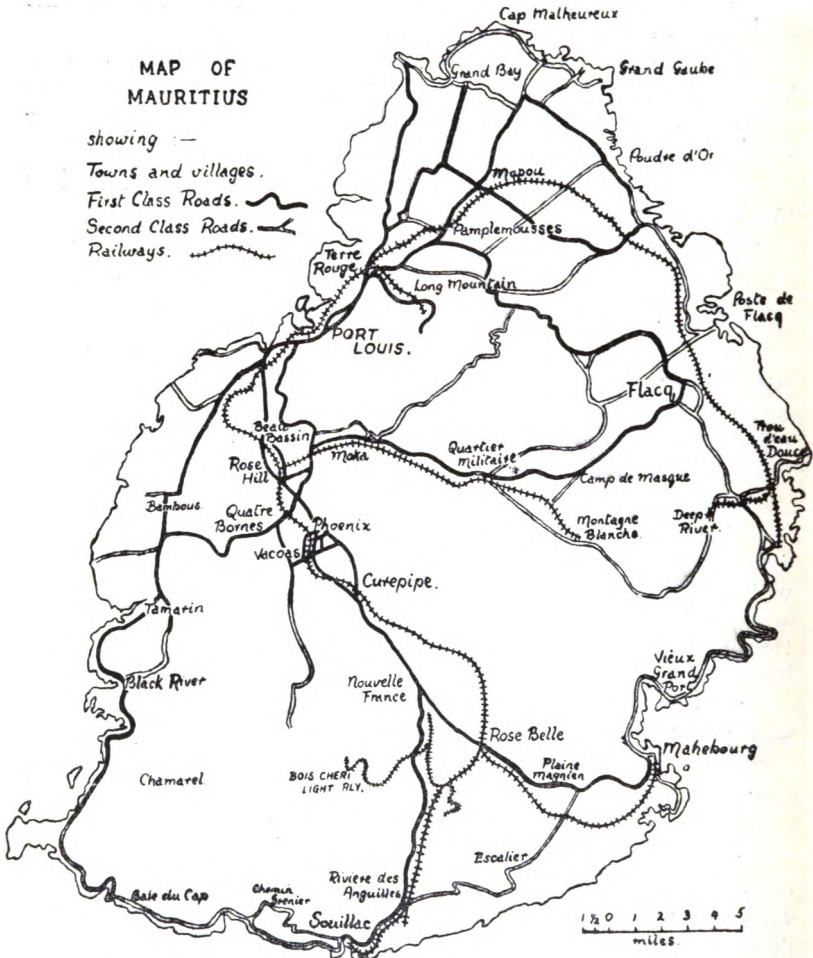 MAP OF
MAURITIUS
showing :—
Towns and villages.
First Class Roads.
Second Class Roads.
Railways.
Cap Malheureux
Grand Bay
Grand Gaube
Poudre d'Or
Mapou
Pamplemousses
Terre
Rouge
Long Mountain
Poste de
Flacq
PORT
LOUIS.
Flacq
Beau
Bassin
Moka
Quartier
Militaire
Trou
d'eau
Douce
Rose
Hill
Camp de Masque
Bambous
Quatre
Bornes
Phoenix
Montagne
Blanche
Deep
River
Vacoas
Curepipe.
Tamarin
Black River
Nouvelle
France
Vieux
Grand
Port
Rose Belle
Mahebourg
Chamarel
BOIS CHERI
LIGHT RLY.
Plaine
Magnien
Escalier
Riviere des
Anguilles
Baie du Cap
Chemin
Grenier
Souillac
1 ½ 0 1 2 3 4 5
miles.